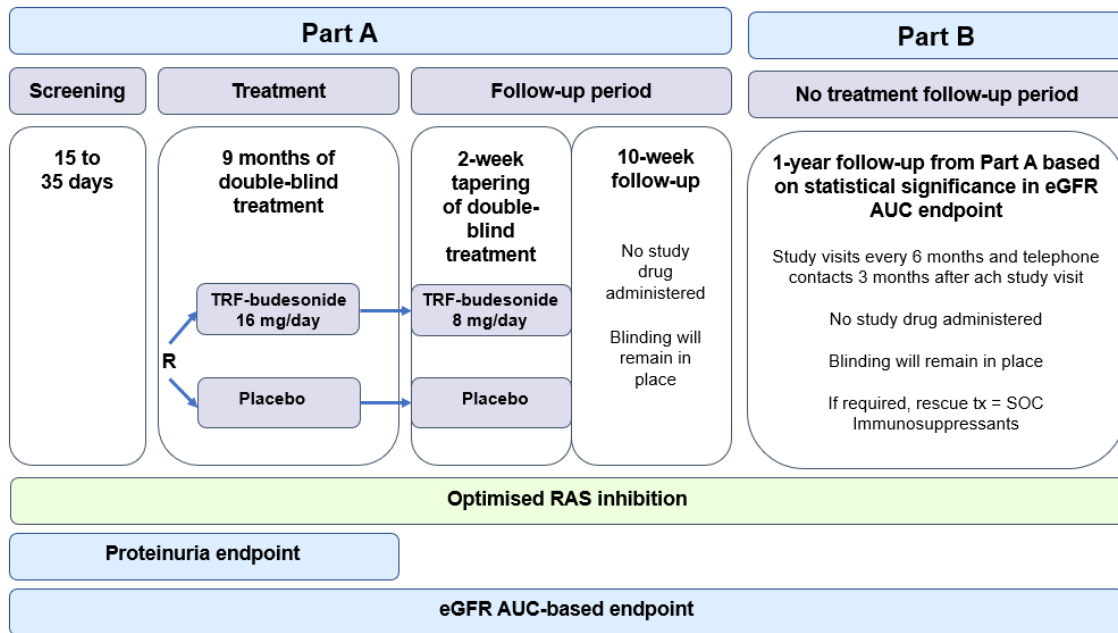 Part A
Part B
Screening
Treatment
Follow-up period
No treatment follow-up period
15 to
35 days
9 months of
double-blind
treatment
TRF-budesonide
16 mg/day
R
Placebo
2-week
tapering
of double-
blind
treatment
TRF-budesonide
8 mg/day
Placebo
10-week
follow-up
No study
drug
administered
Blinding will
remain in
place
1-year follow-up from Part A based
on statistical significance in eGFR
AUC endpoint
Study visits every 6 months and telephone
contacts 3 months after ach study visit
No study drug administered
Blinding will remain in place
If required, rescue tx = SOC
Immunosuppressants
Optimised RAS inhibition
Proteinuria endpoint
eGFR AUC-based endpoint